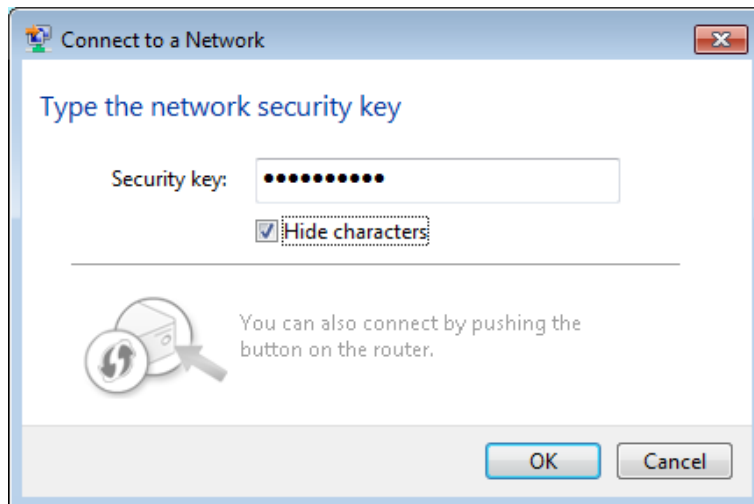 Connect to a Network
Type the network security key
Security key: ••••••••••
Hide characters
You can also connect by pushing the
button on the router.
OK Cancel